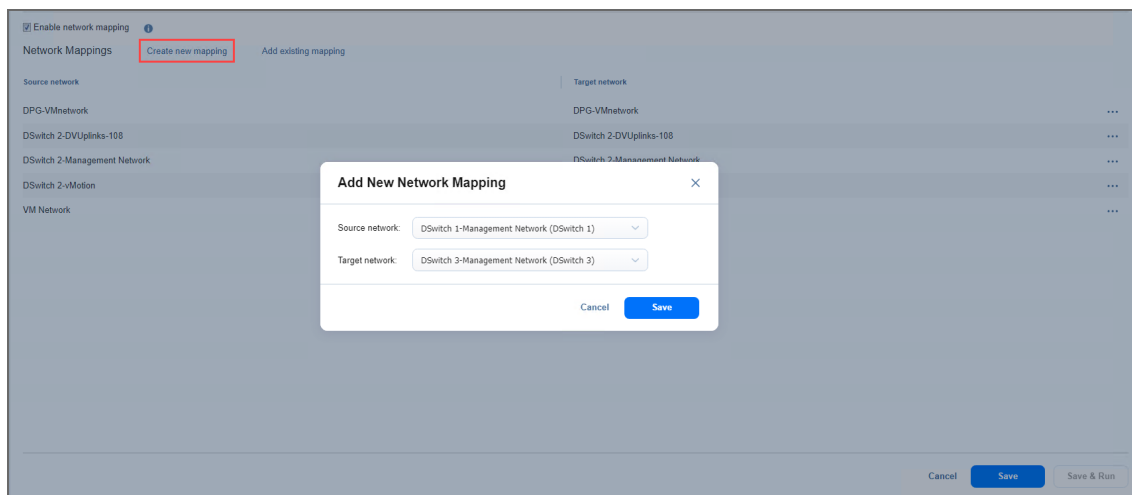 Enable network mapping
Network Mappings Create new mapping Add existing mapping
Source network Target network
DPG-VMnetwork DPG-VMnetwork ...
DSwitch 2-DVUplinks-108 DSwitch 2-DVUplinks-108 ...
DSwitch 2-Management Network DSwitch 2-Management Network ...
DSwitch 2-vMotion ...
VM Network ...
Add New Network Mapping
Source network: DSwitch 1-Management Network (DSwitch 1)
Target network: DSwitch 3-Management Network (DSwitch 3)
Cancel Save
Cancel Save Save & Run